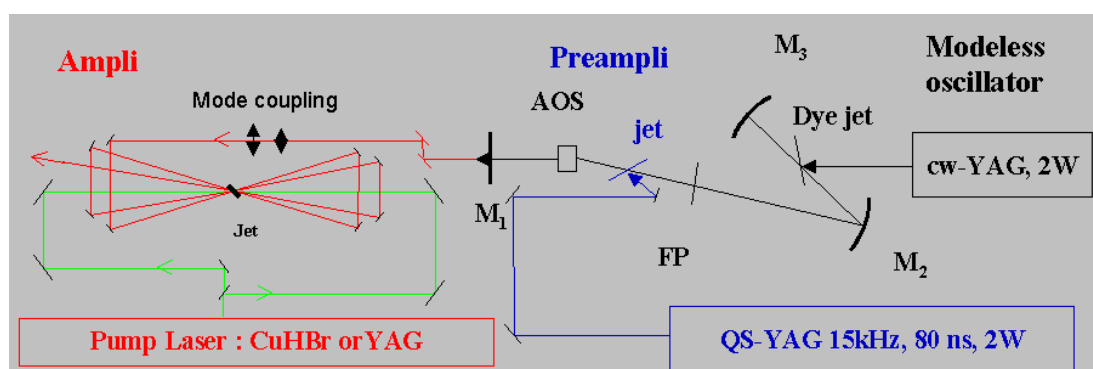 Ampli
Mode coupling
Jet
Pump Laser : CuHBr orYAG
Preampli
AOS
jet
M1
FP
QS-YAG 15kHz, 80 ns, 2W
M3
Modeless
oscillator
Dye jet
cw-YAG, 2W
M2